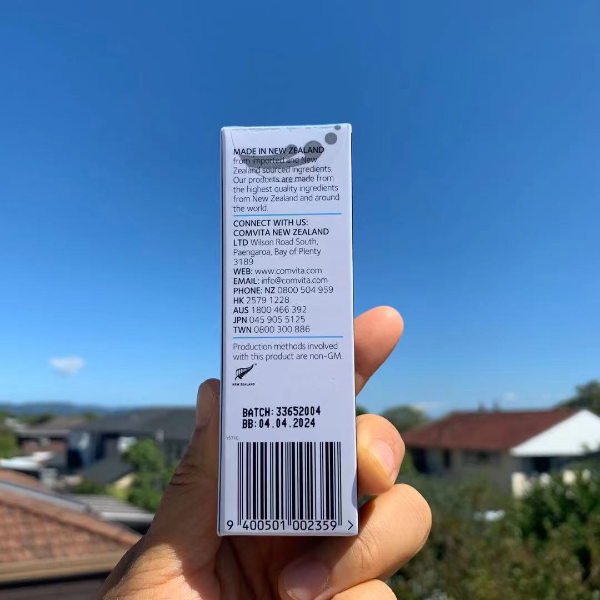 MADE IN NEW ZEALAND
from imported and New
Zealand sourced ingredients.
Our products are made from
the highest quality ingredients
from New Zealand and around
the world.
CONNECT WITH US:
COMVITA NEW ZEALAND
LTD Wilson Road South,
Paengaroa, Bay of Plenty
3189
WEB: www.comvita.com
EMAIL: info@comvita.com
PHONE: NZ 0800 504 959
HK 2579 1228
AUS 1800 466 392
JPN 045 905 5125
TWN 0800 300 886
Production methods involved
with this product are non-GM.
NEW ZEALAND
BATCH: 33652004
BB: 04.04.2024
9 400501 002359 >